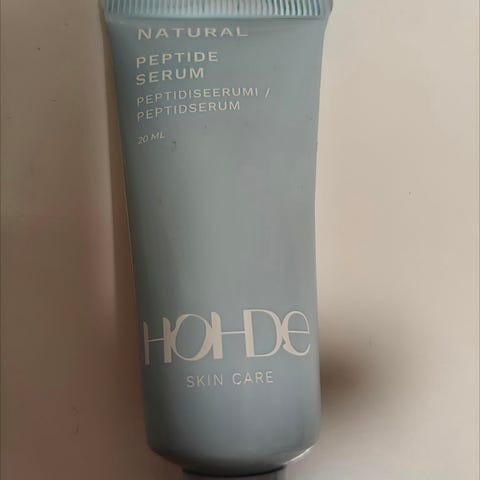 NATURAL
PEPTIDE
SERUM
PEPTIDISEERUMI /
PEPTIDSERUM
20 ML
HOHDe
SKIN CARE